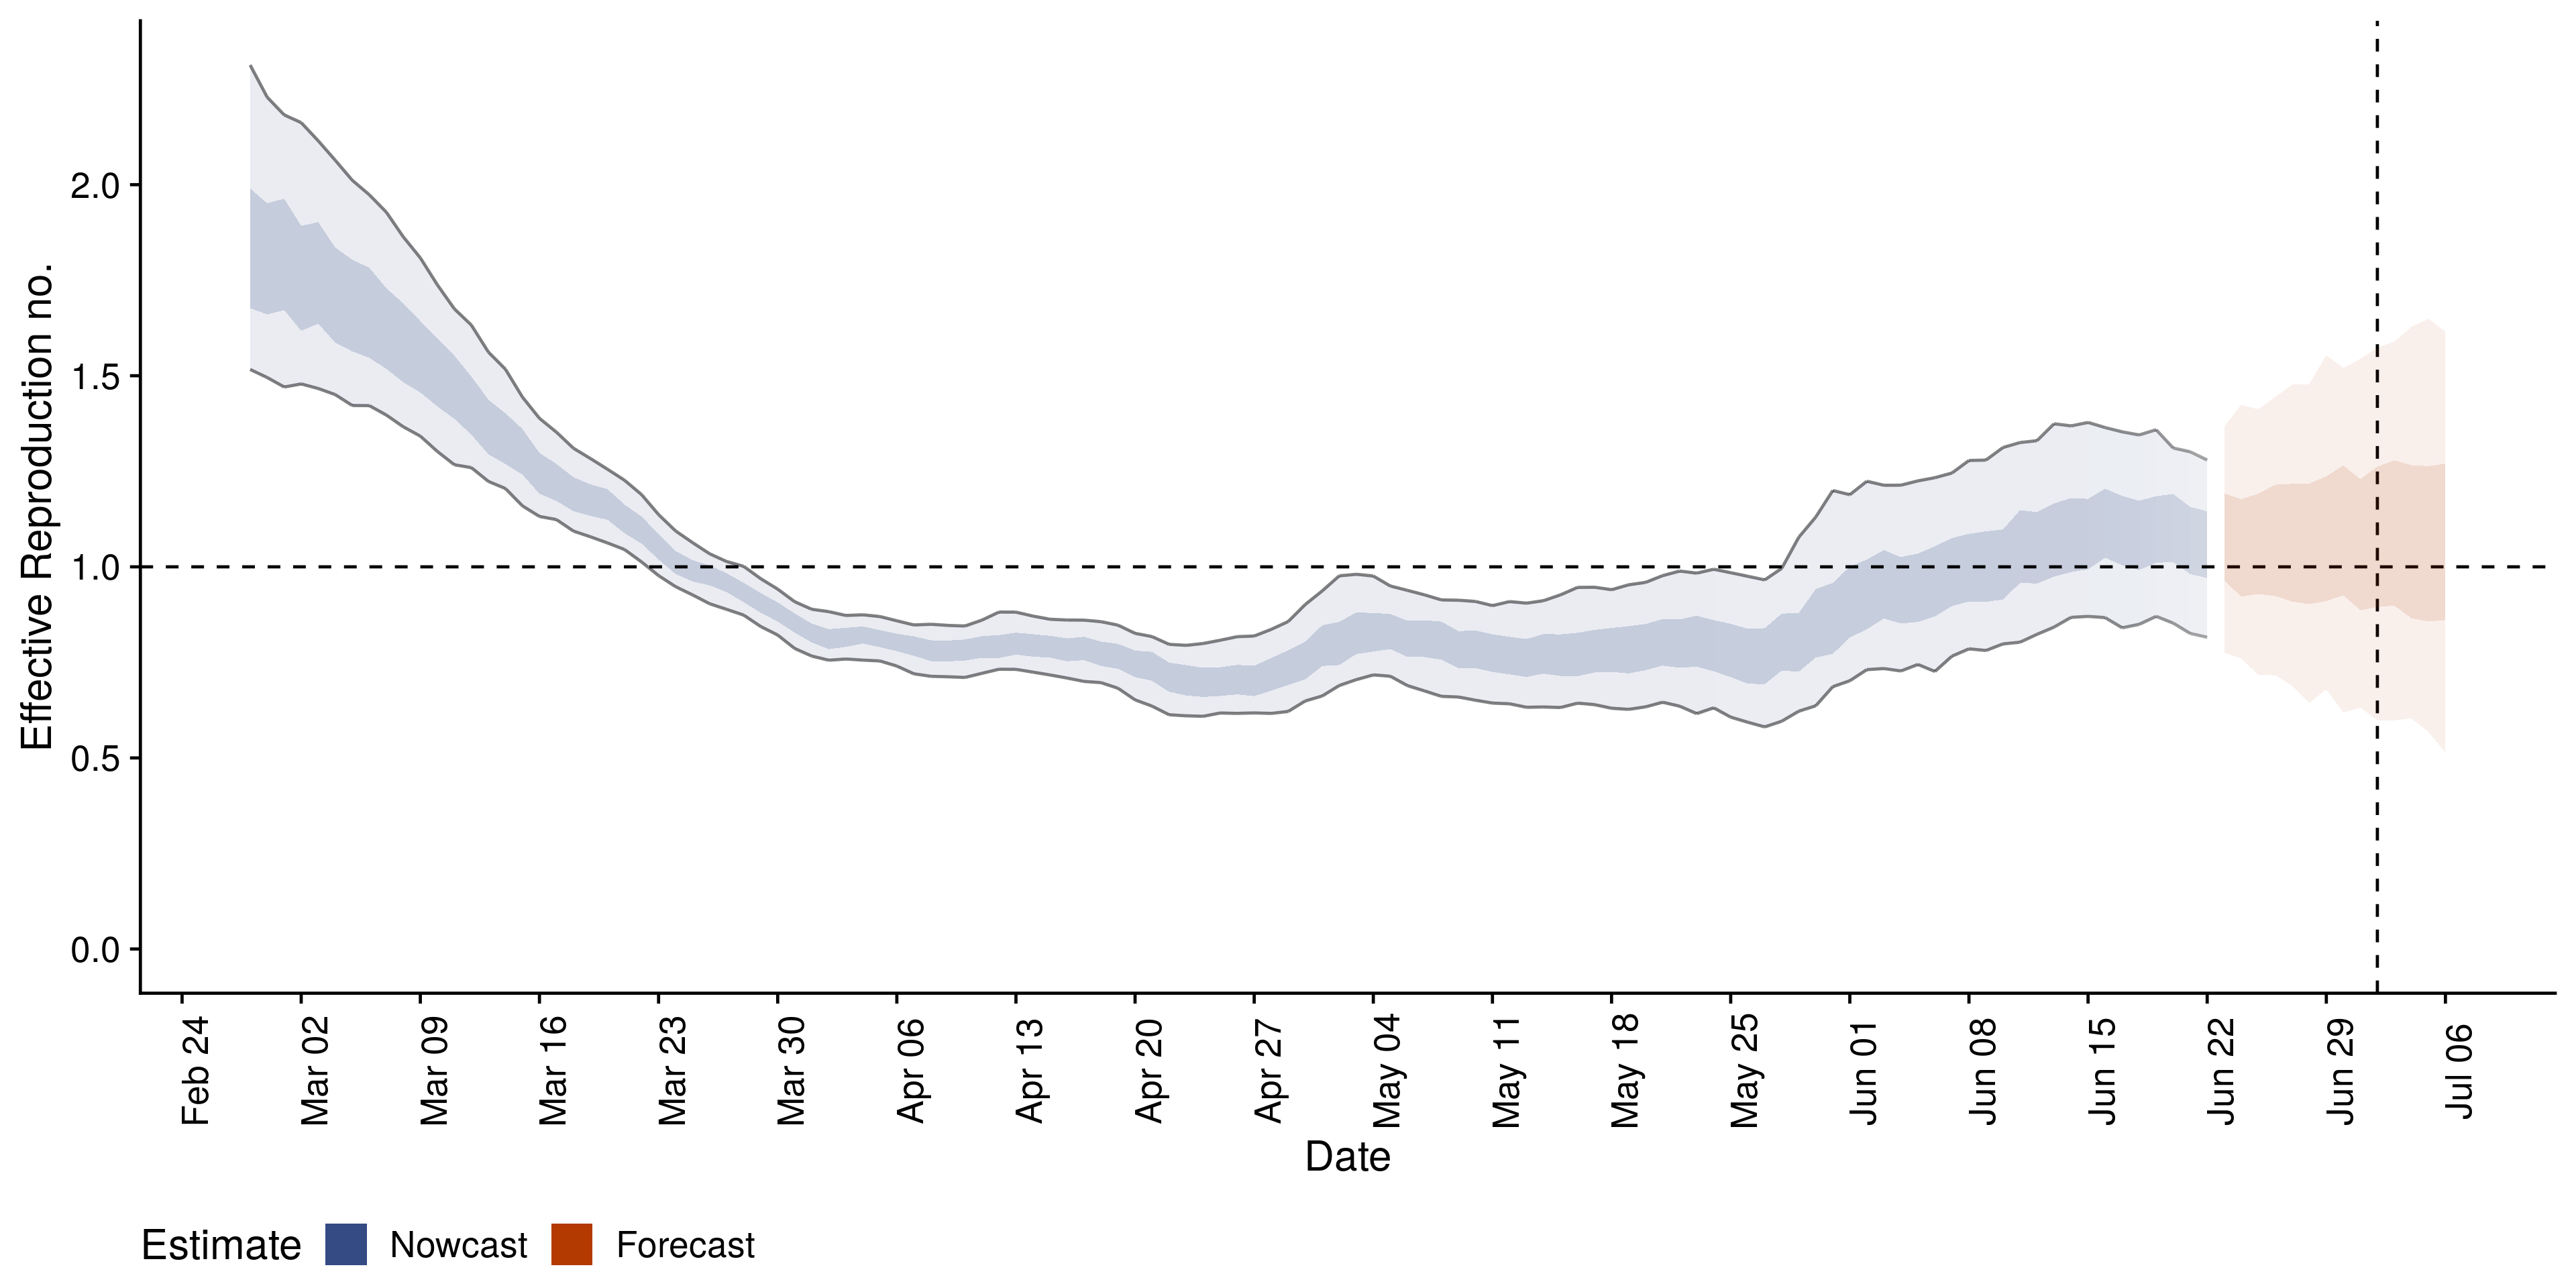 Effective Reproduction no.
2.0
1.5
1.0
0.5
0.0
Feb 24
Mar 02
Mar 09
Mar 16
Mar 23
Mar 30
Apr 06
Apr 13
Apr 20
Apr 27
May 04
May 11
May 18
May 25
Jun 01
Jun 08
Jun 15
Jun 22
Jun 29
Jul 06
Date
Estimate Nowcast Forecast